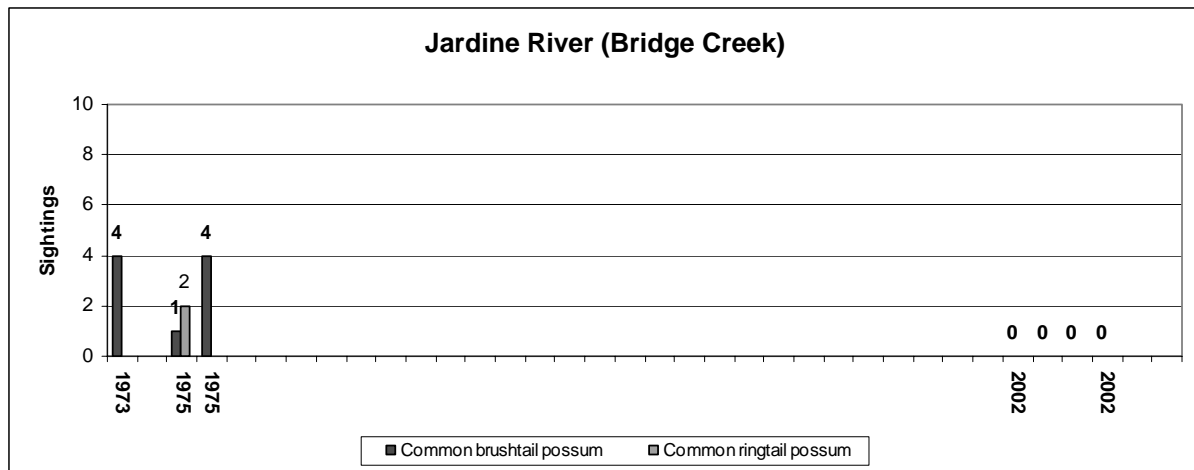 Jardine River (Bridge Creek)
Sightings
10
8
6
4
2
0
4
1
2
4
0 0 0 0
1973 1975 1975 2002 2002
Common brushtail possum Common ringtail possum